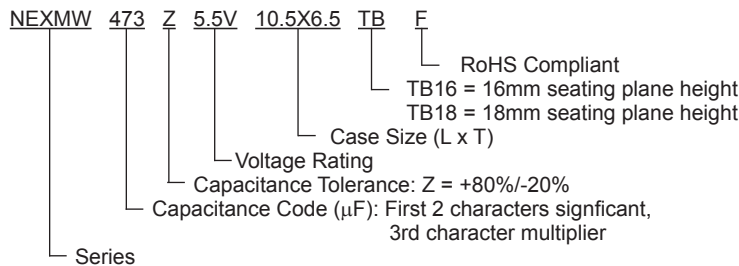 NEXMW 473 Z 5.5V 10.5X6.5 TB F
RoHS Compliant
TB16 = 16mm seating plane height
TB18 = 18mm seating plane height
Case Size (L x T)
Voltage Rating
Capacitance Tolerance: Z = +80%/-20%
Capacitance Code (μF): First 2 characters signficant,
3rd character multiplier
Series